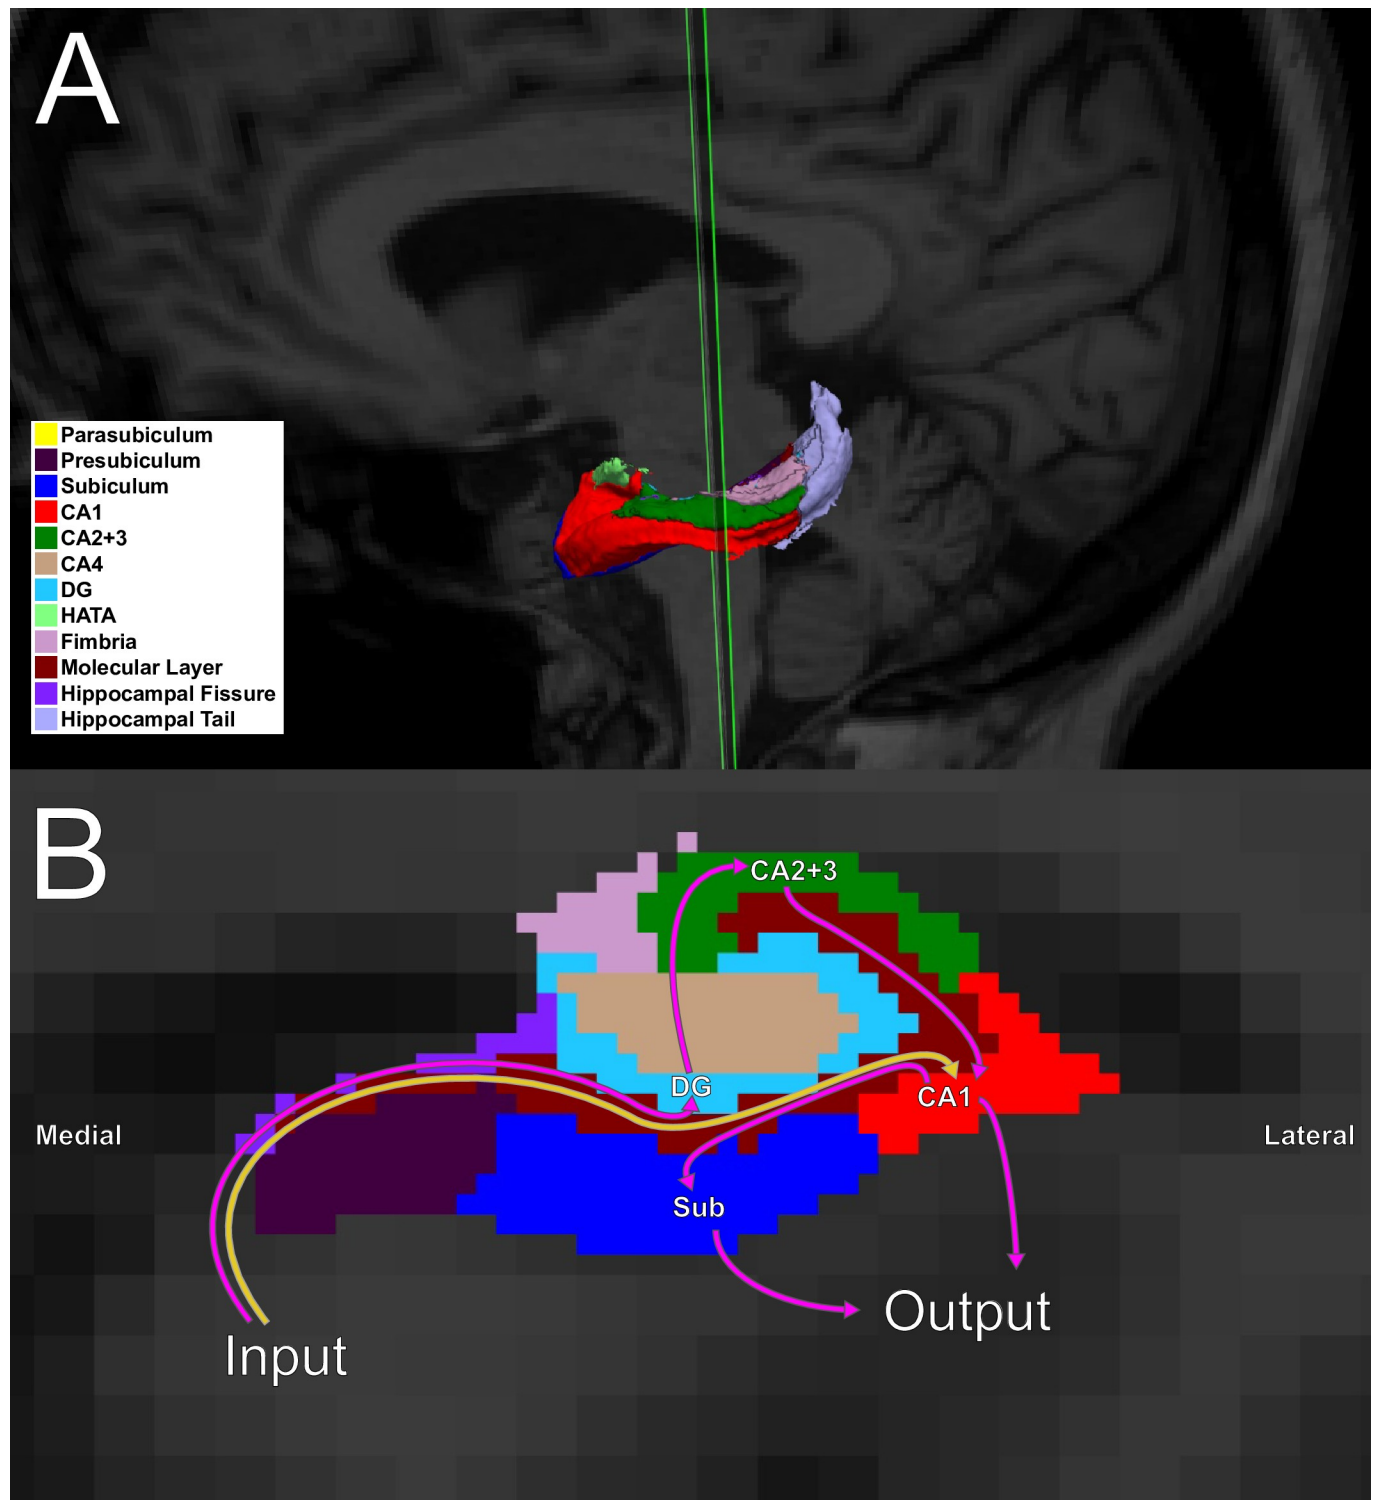 A
Parasubiculum
Presubiculum
Subiculum
CA1
CA2+3
CA4
DG
HATA
Fimbria
Molecular Layer
Hippocampal Fissure
Hippocampal Tail
B
CA2+3
DG
CA1
Medial
Lateral
Sub
Output
Input